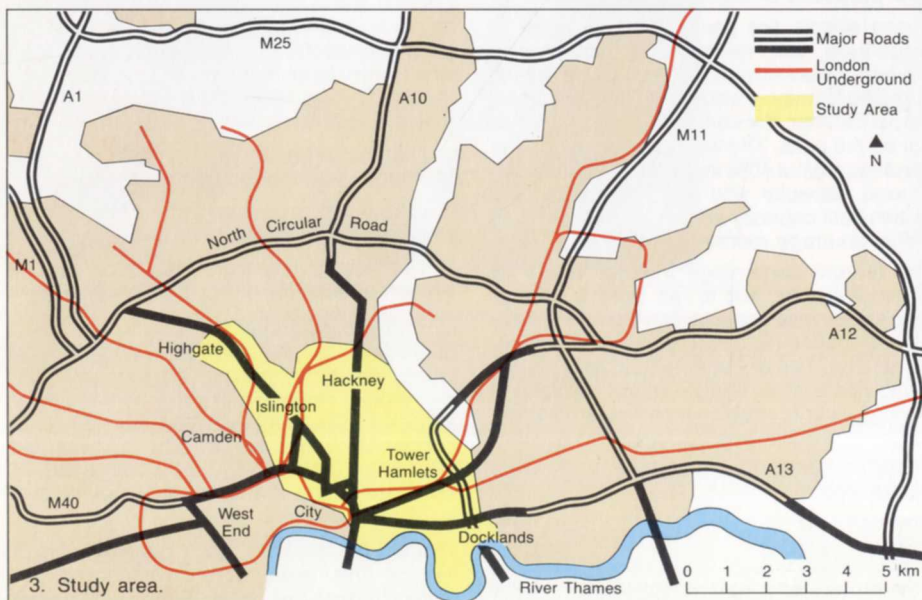 M25
Major Roads
London
Underground
Study Area
N
A1
A10
M11
North Circular Road
M1
A12
Highgate
Hackney
Islington
Camden
Tower
Hamlets
A13
M40
West
End
City
Docklands
3. Study area.
River Thames
0 1 2 3 4 5 km